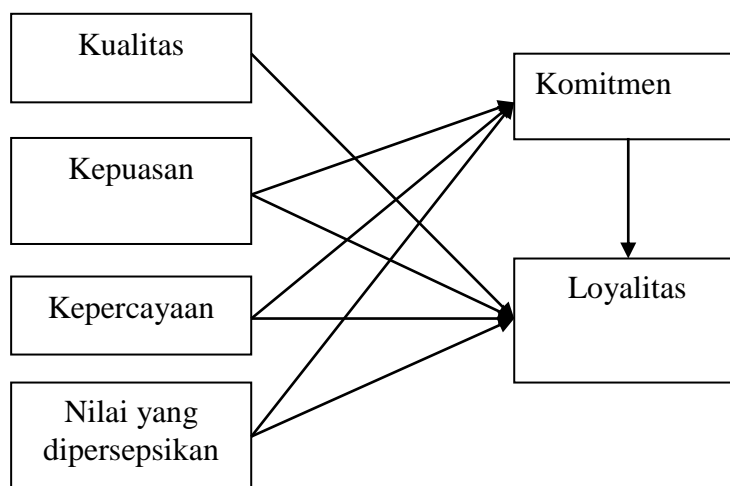 Kualitas
Kepuasan
Kepercayaan
Nilai yang
dipersepsikan
Komitmen
Loyalitas